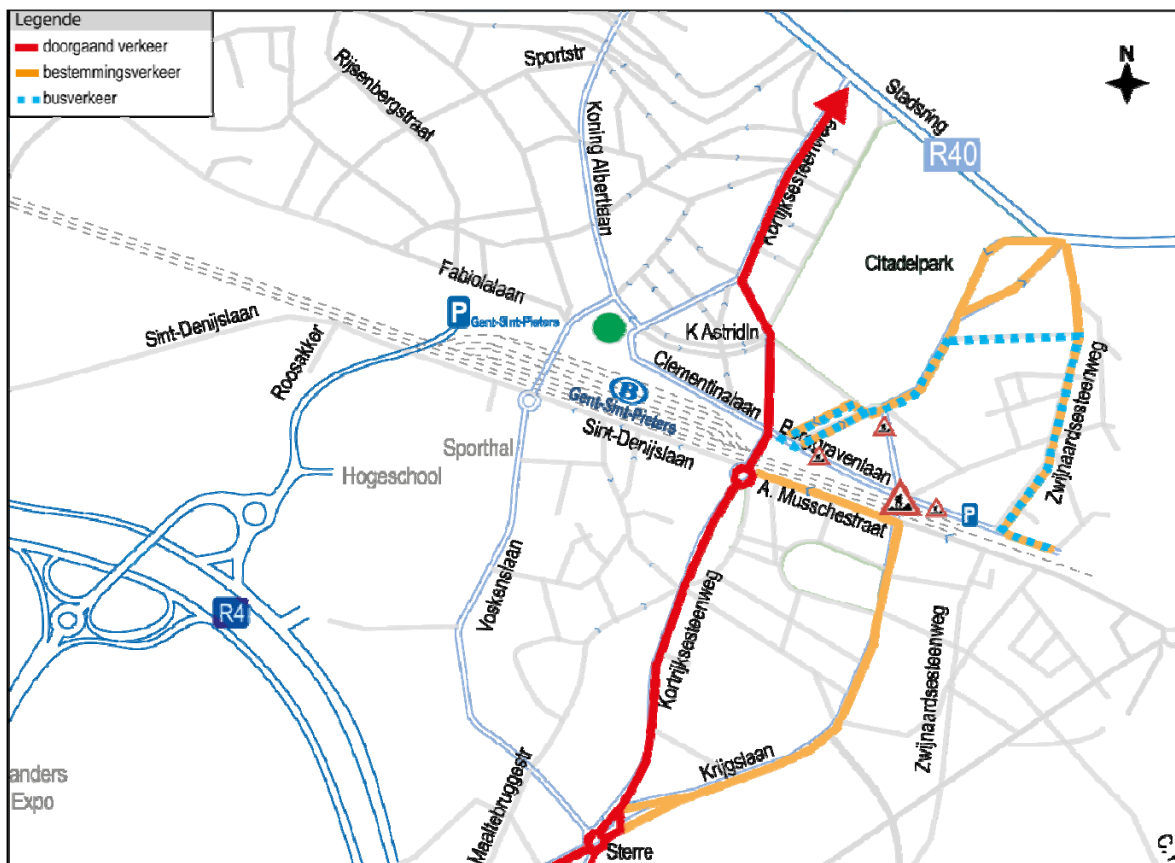 Legende
doorgaand verkeer
bestemmingsverkeer
busverkeer
Rijsenbergstraat
Sportstr
Koning Albertlaan
N
Stadsring
R40
Kortrijksesteenweg
Citadelpark
Fabiolalaan
P
Gent-Sint-Pieters
Sint-Denijslaan
Roosakker
K Astridln
Clementinalaan
B
Gent-Sint-Pieters
Burggravenlaan
Zwijnaardsesteenweg
Sporthal
Sint-Denijslaan
Hogeschool
A. Musschestraat
P
R4
Voskenslaan
Kortrijksesteenweg
Zwijnaardsesteenweg
Krijgslaan
anders
Expo
Maaltebruggestr
Sterre